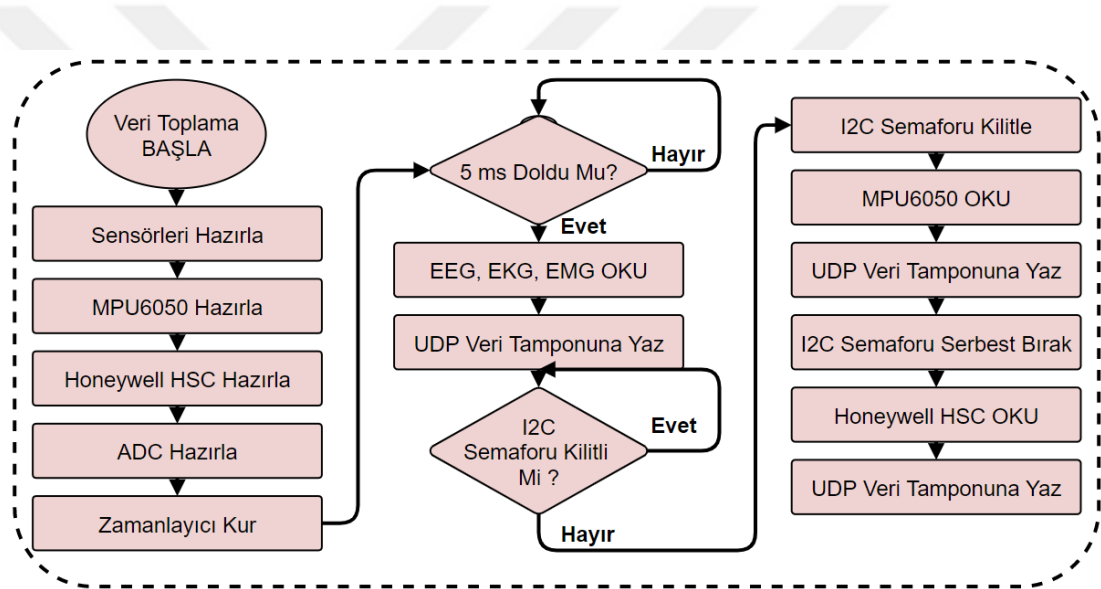 Veri Toplama
BAŞLA
Sensörleri Hazırla
MPU6050 Hazırla
Honeywell HSC Hazırla
ADC Hazırla
Zamanlayıcı Kur
5 ms Doldu Mu?
Hayır
Evet
EEG, EKG, EMG OKU
UDP Veri Tamponuna Yaz
I2C
Semaforu Kilitli
Mi ?
Evet
Hayır
I2C Semaforu Kilitle
MPU6050 OKU
UDP Veri Tamponuna Yaz
I2C Semaforu Serbest Bırak
Honeywell HSC OKU
UDP Veri Tamponuna Yaz